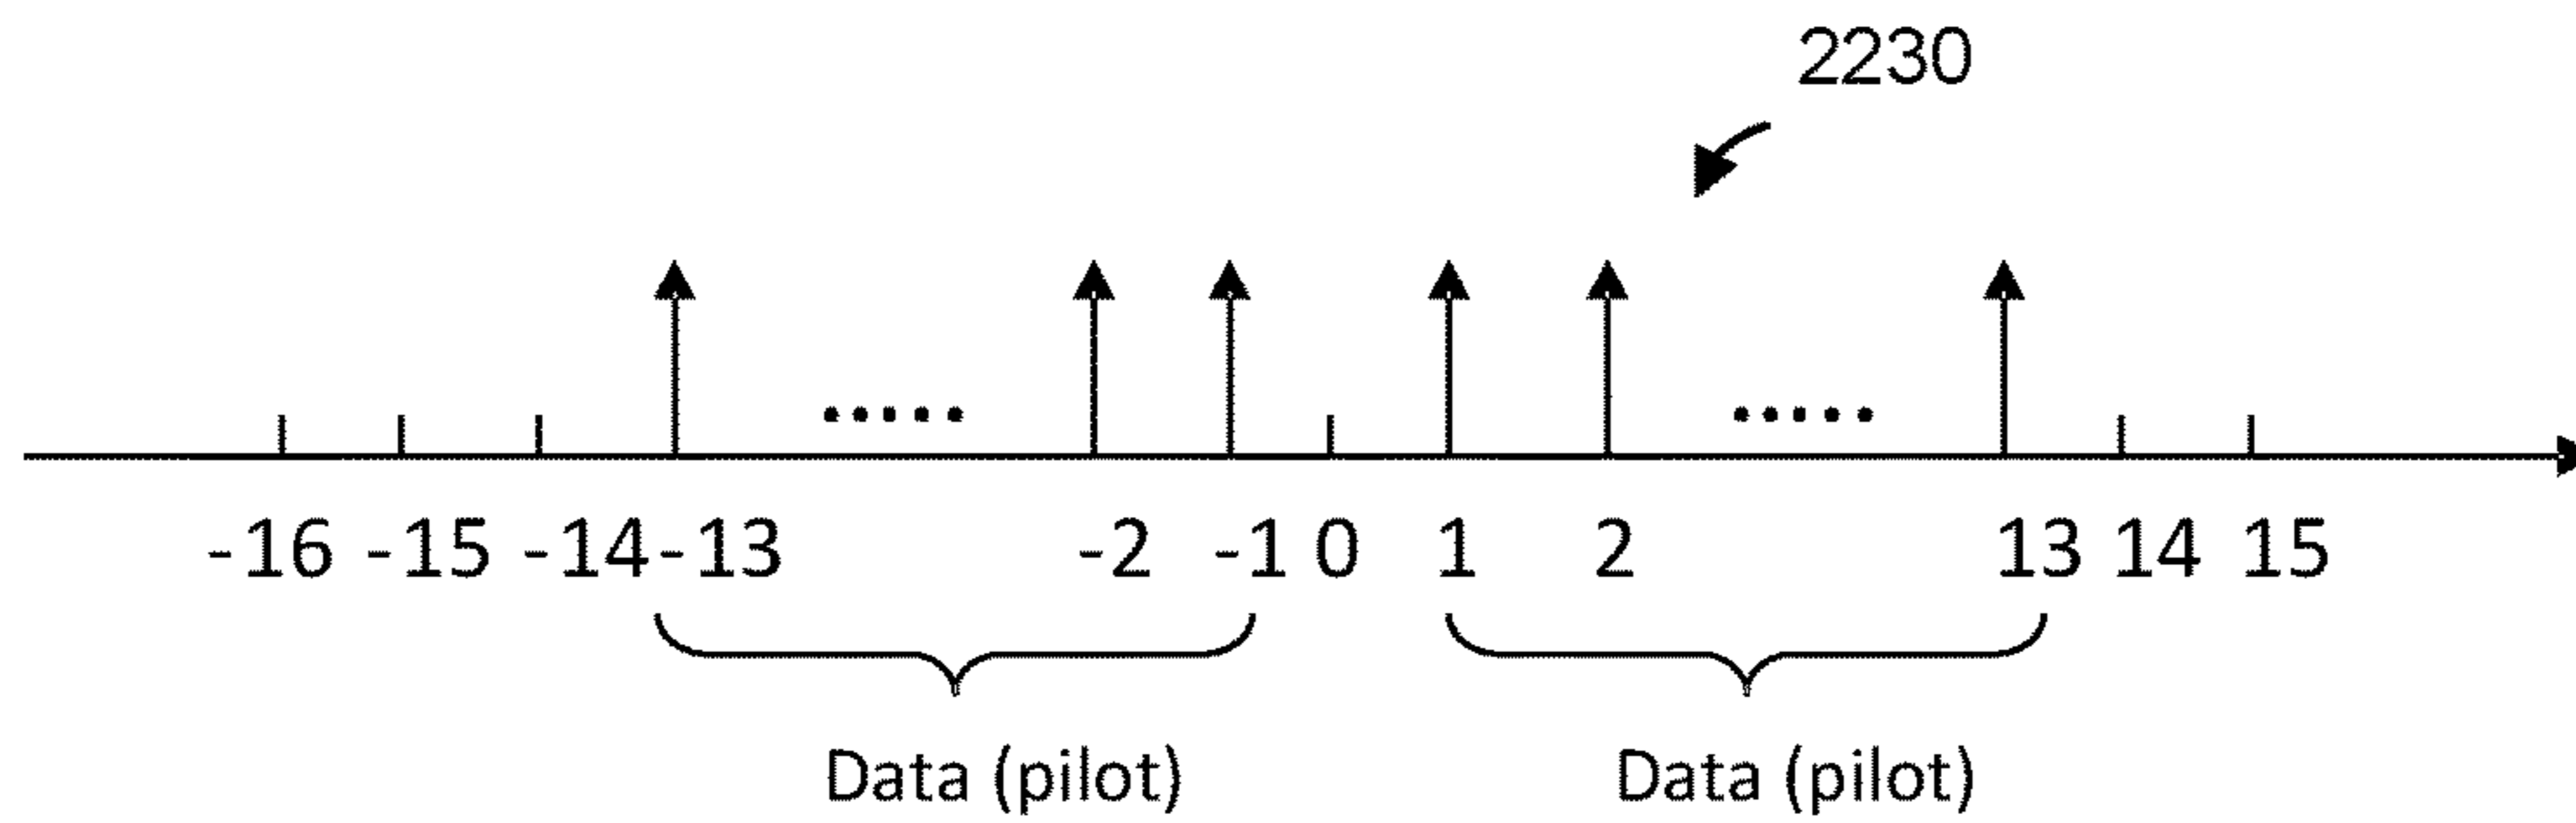 2230
-16 -15 -14 -13 ..... -2 -1 0 1 2 ..... 13 14 15
Data (pilot) Data (pilot)